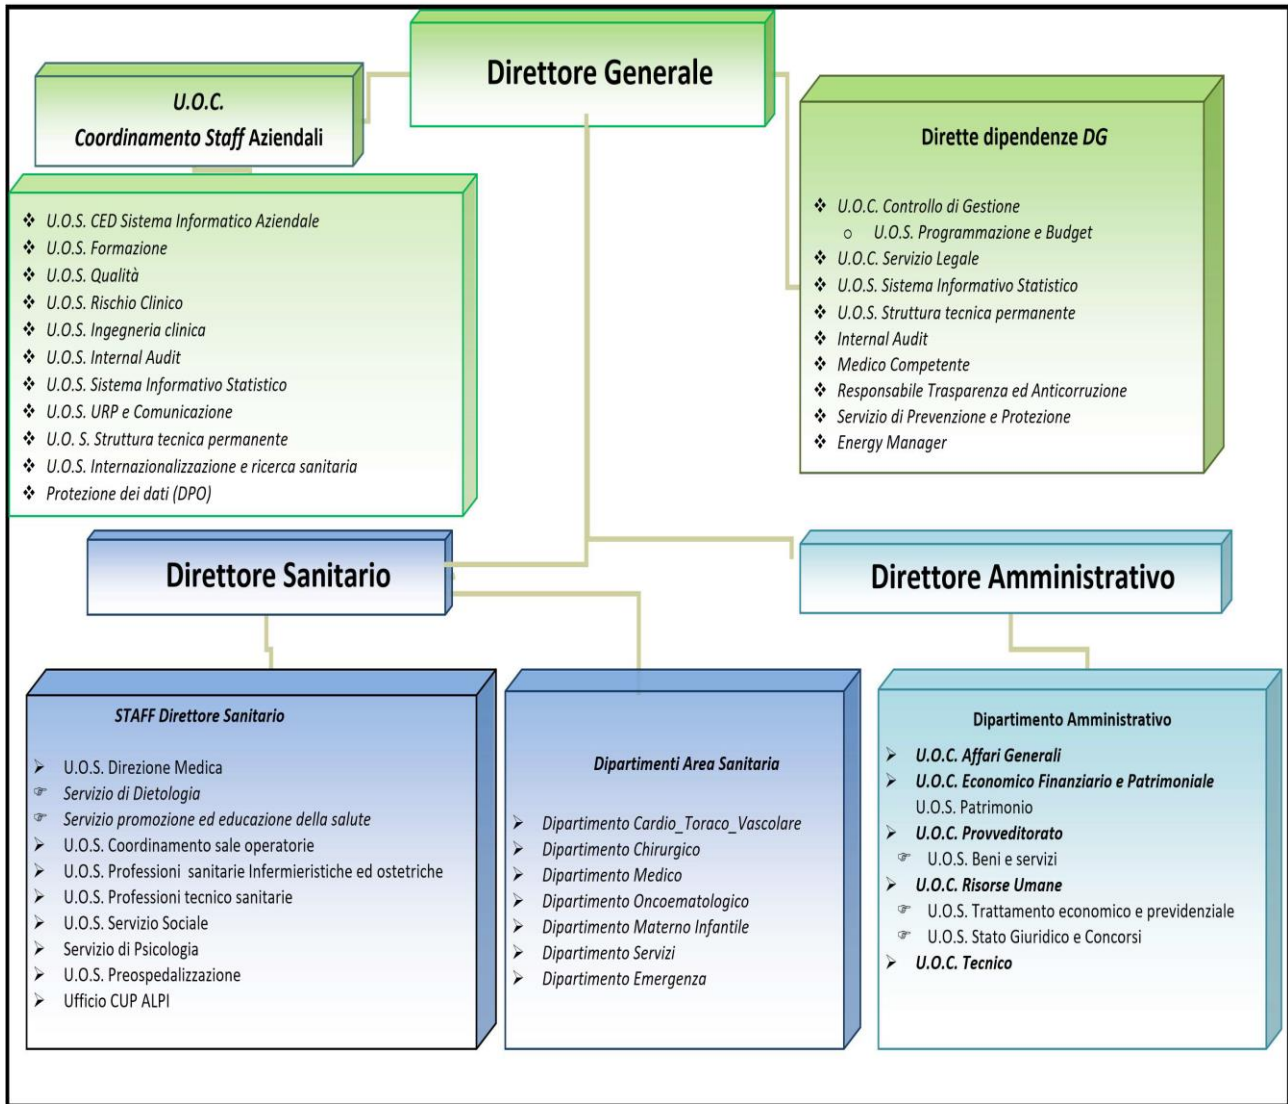 Direttore Generale
U.O.C.
Coordinamento Staff Aziendali
U.O.S. CED Sistema Informatico Aziendale
U.O.S. Formazione
U.O.S. Qualità
U.O.S. Rischio Clinico
U.O.S. Ingegneria clinica
U.O.S. Internal Audit
U.O.S. Sistema Informativo Statistico
U.O.S. URP e Comunicazione
U.O. S. Struttura tecnica permanente
U.O.S. Internazionalizzazione e ricerca sanitaria
Protezione dei dati (DPO)
Dirette dipendenze DG
U.O.C. Controllo di Gestione
U.O.S. Programmazione e Budget
U.O.C. Servizio Legale
U.O.S. Sistema Informativo Statistico
U.O.S. Struttura tecnica permanente
Internal Audit
Medico Competente
Responsabile Trasparenza ed Anticorruzione
Servizio di Prevenzione e Protezione
Energy Manager
Direttore Sanitario
Direttore Amministrativo
STAFF Direttore Sanitario
U.O.S. Direzione Medica
Servizio di Dietologia
Servizio promozione ed educazione della salute
U.O.S. Coordinamento sale operatorie
U.O.S. Professioni sanitarie Infermieristiche ed ostetriche
U.O.S. Professioni tecnico sanitarie
U.O.S. Servizio Sociale
Servizio di Psicologia
U.O.S. Preospedalizzazione
Ufficio CUP ALPI
Dipartimenti Area Sanitaria
Dipartimento Cardio_Toraco_Vascolare
Dipartimento Chirurgico
Dipartimento Medico
Dipartimento Oncoematologico
Dipartimento Materno Infantile
Dipartimento Servizi
Dipartimento Emergenza
Dipartimento Amministrativo
U.O.C. Affari Generali
U.O.C. Economico Finanziario e Patrimoniale
U.O.S. Patrimonio
U.O.C. Provveditorato
U.O.S. Beni e servizi
U.O.C. Risorse Umane
U.O.S. Trattamento economico e previdenziale
U.O.S. Stato Giuridico e Concorsi
U.O.C. Tecnico